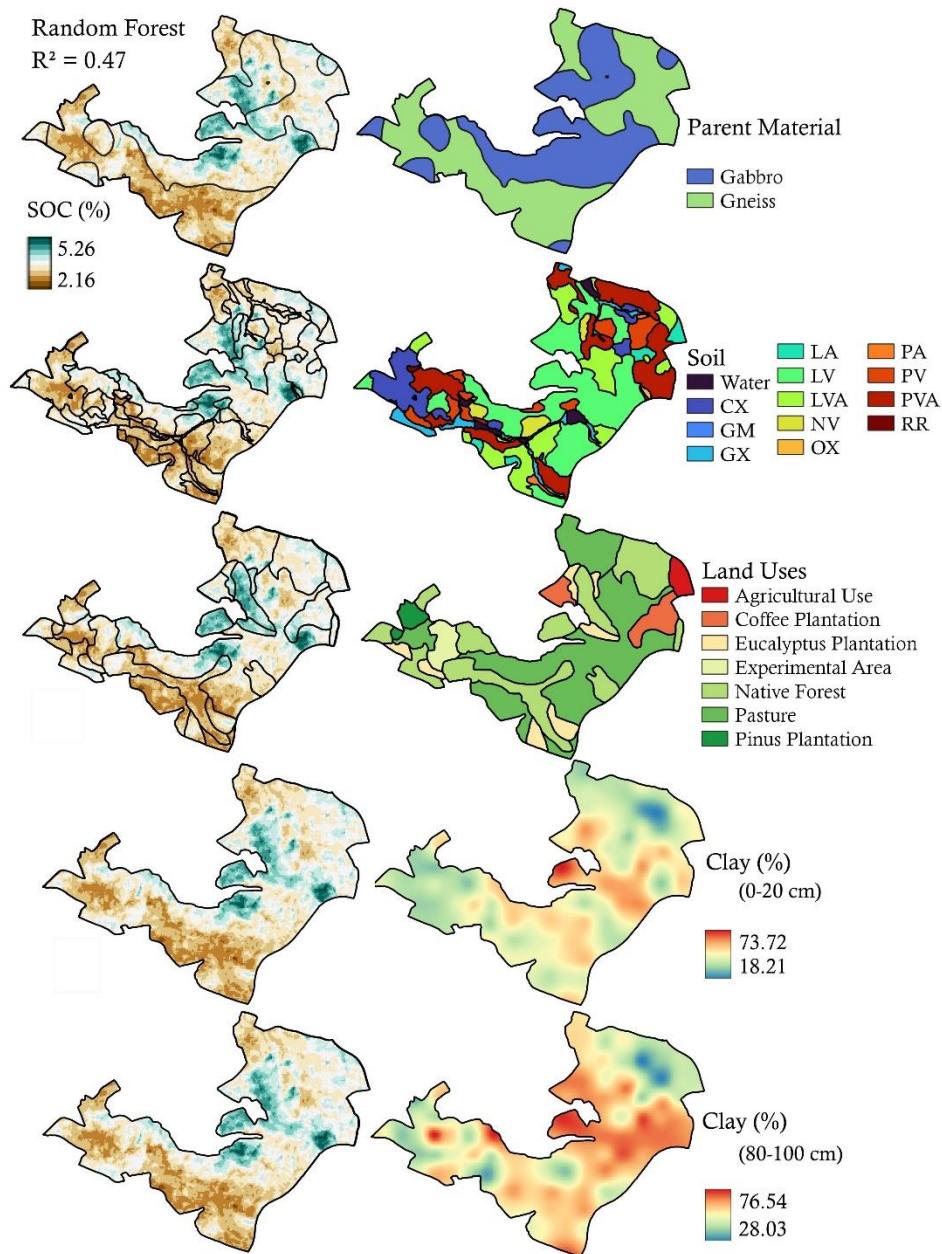 Random Forest
R² = 0.47
SOC (%)
5.26
2.16
Parent Material
Gabbro
Gneiss
Soil
Water
CX
GM
GX
LA
LV
LVA
NV
OX
PA
PV
PVA
RR
Land Uses
Agricultural Use
Coffee Plantation
Eucalyptus Plantation
Experimental Area
Native Forest
Pasture
Pinus Plantation
Clay (%)
(0-20 cm)
73.72
18.21
Clay (%)
(80-100 cm)
76.54
28.03